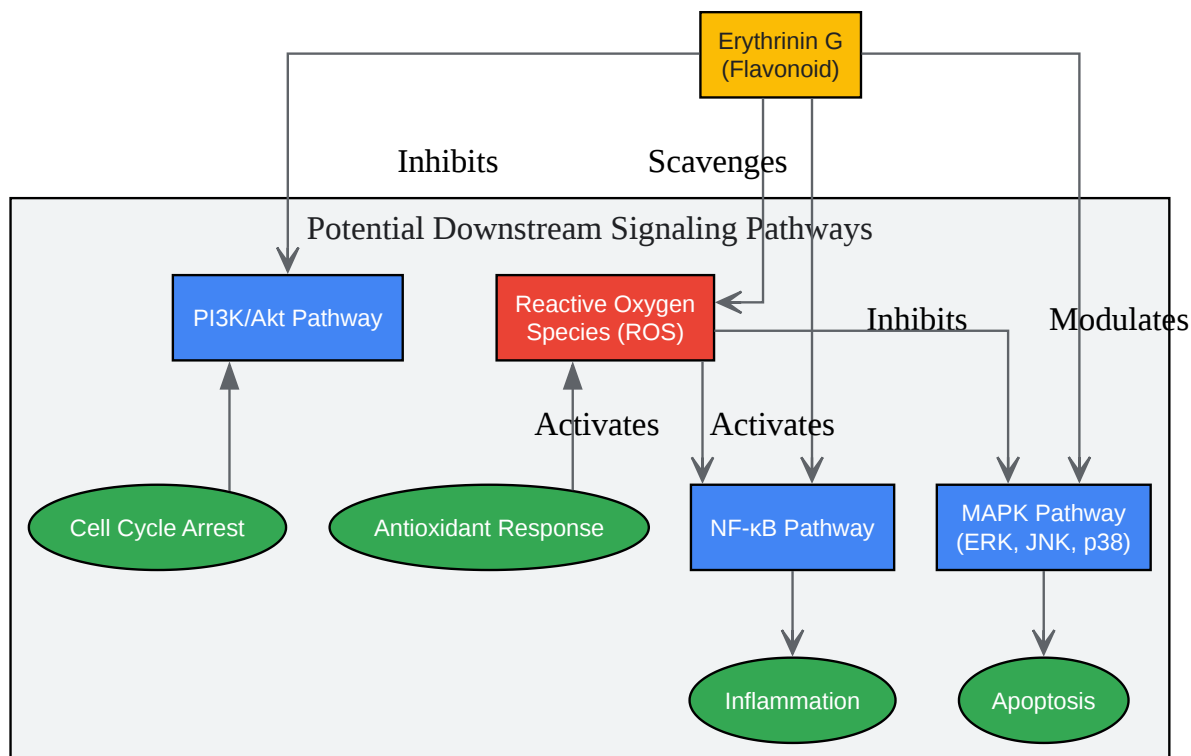 Erythrinin G
(Flavonoid)
Inhibits
Scavenges
Potential Downstream Signaling Pathways
PI3K/Akt Pathway
Reactive Oxygen
Species (ROS)
Inhibits
Modulates
Activates
Activates
Cell Cycle Arrest
Antioxidant Response
NF-κB Pathway
MAPK Pathway
(ERK, JNK, p38)
Inflammation
Apoptosis